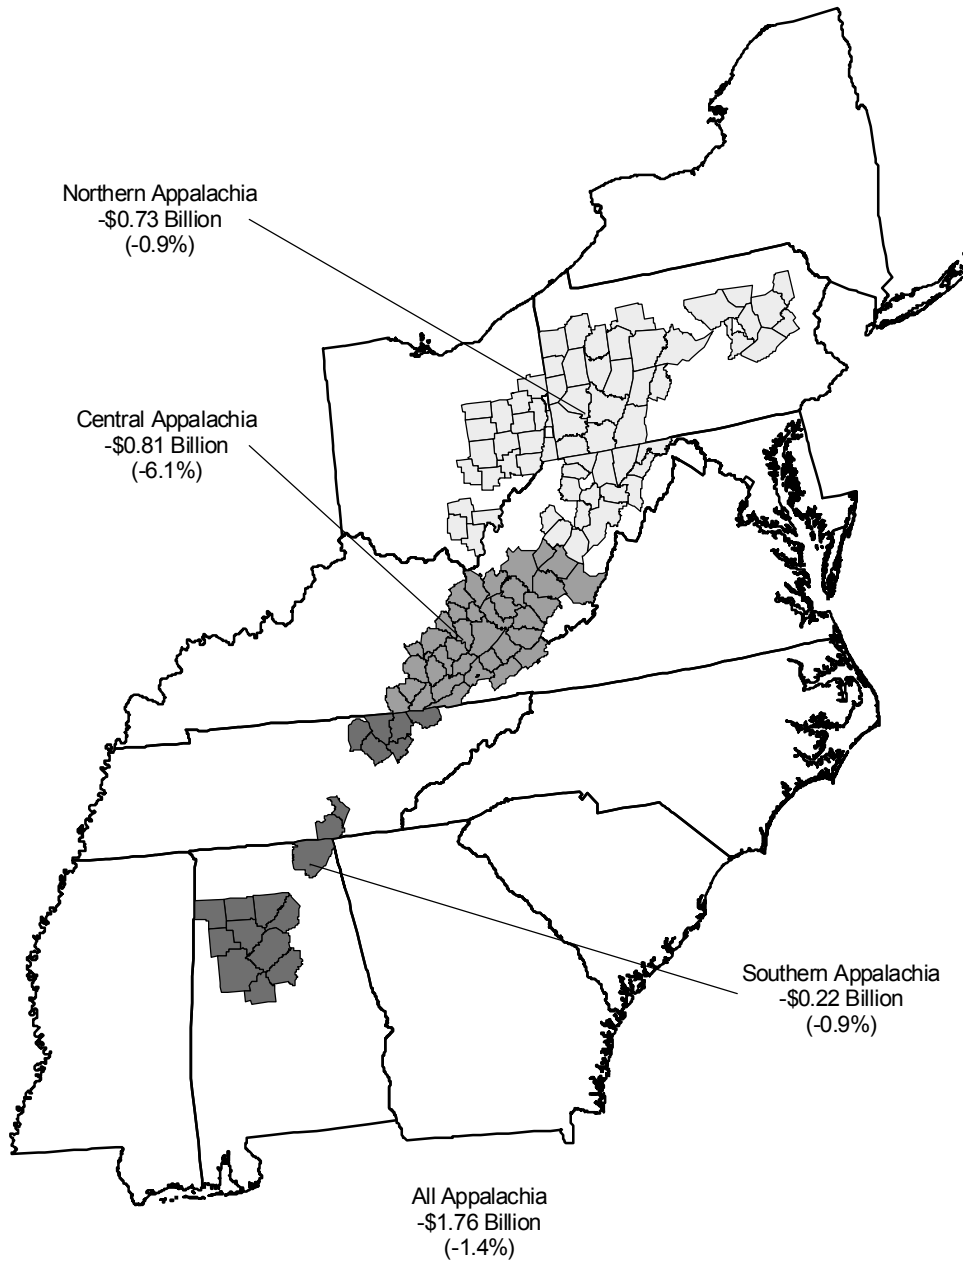 Northern Appalachia
-$0.73 Billion
(-0.9%)
Central Appalachia
-$0.81 Billion
(-6.1%)
Southern Appalachia
-$0.22 Billion
(-0.9%)
All Appalachia
-$1.76 Billion
(-1.4%)